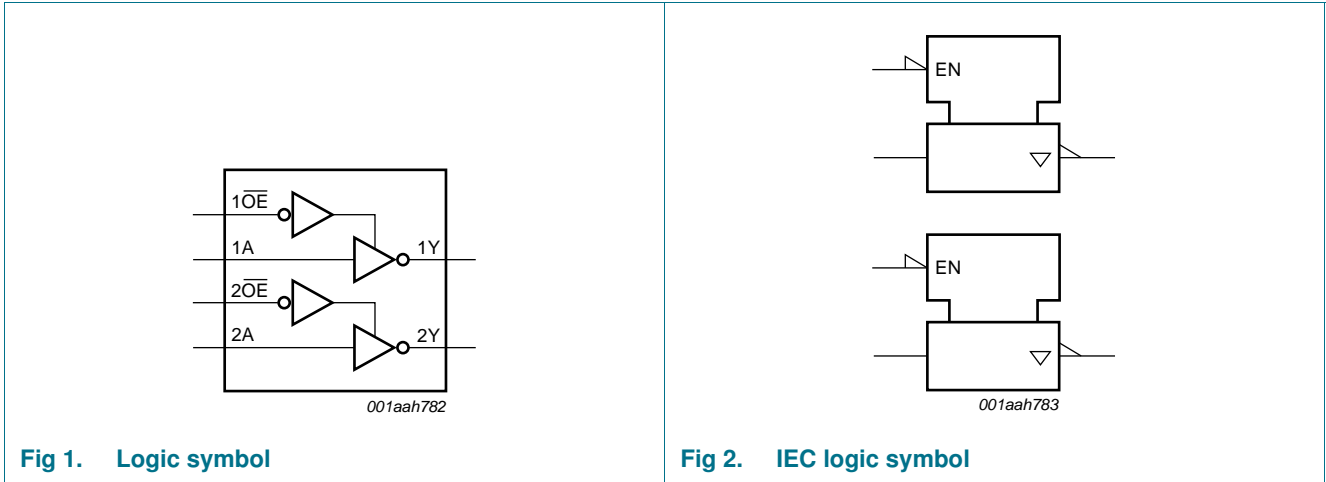 1OE
1A
1Y
2OE
2A
2Y
001aah782
Fig 1. Logic symbol
EN
EN
001aah783
Fig 2. IEC logic symbol